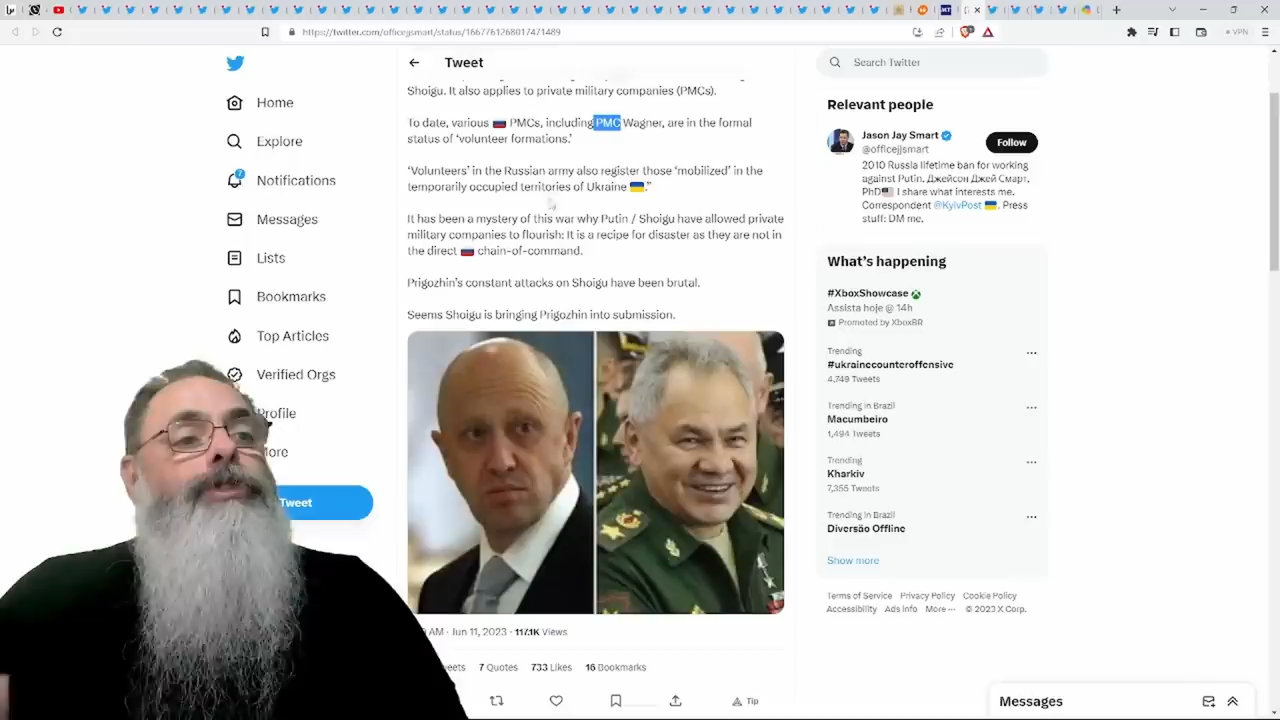 https://twitter.com/officejjsmart/status/1667761268017471489
VPN
Home
Explore
Notifications
Messages
Lists
Bookmarks
Top Articles
Verified Orgs
Profile
More
Tweet
Tweet
Shoigu. It also applies to private military companies (PMCs).
To date, various 🇷🇺 PMCs, including PMC Wagner, are in the formal
status of ‘volunteer formations.’
‘Volunteers’ in the Russian army also register those ‘mobilized’ in the
temporarily occupied territories of Ukraine 🇺🇦.”
It has been a mystery of this war why Putin / Shoigu have allowed private
military companies to flourish: It is a recipe for disaster as they are not in
the direct 🇷🇺 chain-of-command.
Prigozhin’s constant attacks on Shoigu have been brutal.
Seems Shoigu is bringing Prigozhin into submission.
AM · Jun 11, 2023 · 117.1K Views
7 Quotes 733 Likes 16 Bookmarks
Tip
Search Twitter
Relevant people
Jason Jay Smart
@officejjsmart
Follow
2010 Russia lifetime ban for working
against Putin. Джейсон Джей Смарт,
PhD🇺🇸 I share what interests me.
Correspondent @KyivPost 🇺🇦. Press
stuff: DM me.
What’s happening
#XboxShowcase
Assista hoje @ 14h
Promoted by XboxBR
Trending
#ukrainecounteroffensive
4,749 Tweets
Trending in Brazil
Macumbeiro
1,494 Tweets
Trending
Kharkiv
7,355 Tweets
Trending in Brazil
Diversão Offline
Show more
Terms of Service Privacy Policy Cookie Policy
Accessibility Ads info More ··· © 2023 X Corp.
Messages